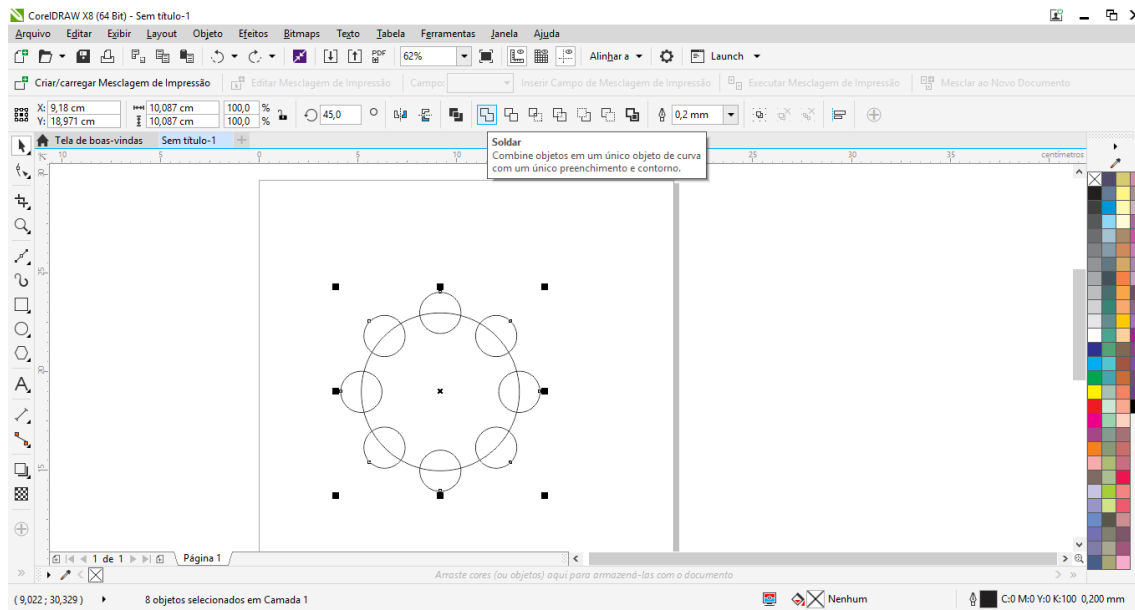 CorelDRAW X8 (64 Bit) - Sem título-1
Arquivo Editar Exibir Layout Objeto Efeitos Bitmaps Texto Tabela Ferramentas Janela Ajuda
PDF 62% Alinhar a Launch
Criar/carregar Mesclagem de Impressão Editar Mesclagem de Impressão Campo: Inserir Campo de Mesclagem de Impressão Executar Mesclagem de Impressão Mesclar ao Novo Documento
X: 9,18 cm 10,087 cm 100,0 % 45,0 ° 0,2 mm
Y: 18,971 cm 10,087 cm 100,0 %
Tela de boas-vindas Sem título-1
Soldar
Combine objetos em um único objeto de curva
com um único preenchimento e contorno.
10 5 0 5 10 25 30 35 centímetros
30
25
20
15
1 de 1 Página 1
Arraste cores (ou objetos) aqui para armazená-las com o documento
( 9,022 ; 30,329 ) 8 objetos selecionados em Camada 1 Nenhum C:0 M:0 Y:0 K:100 0,200 mm